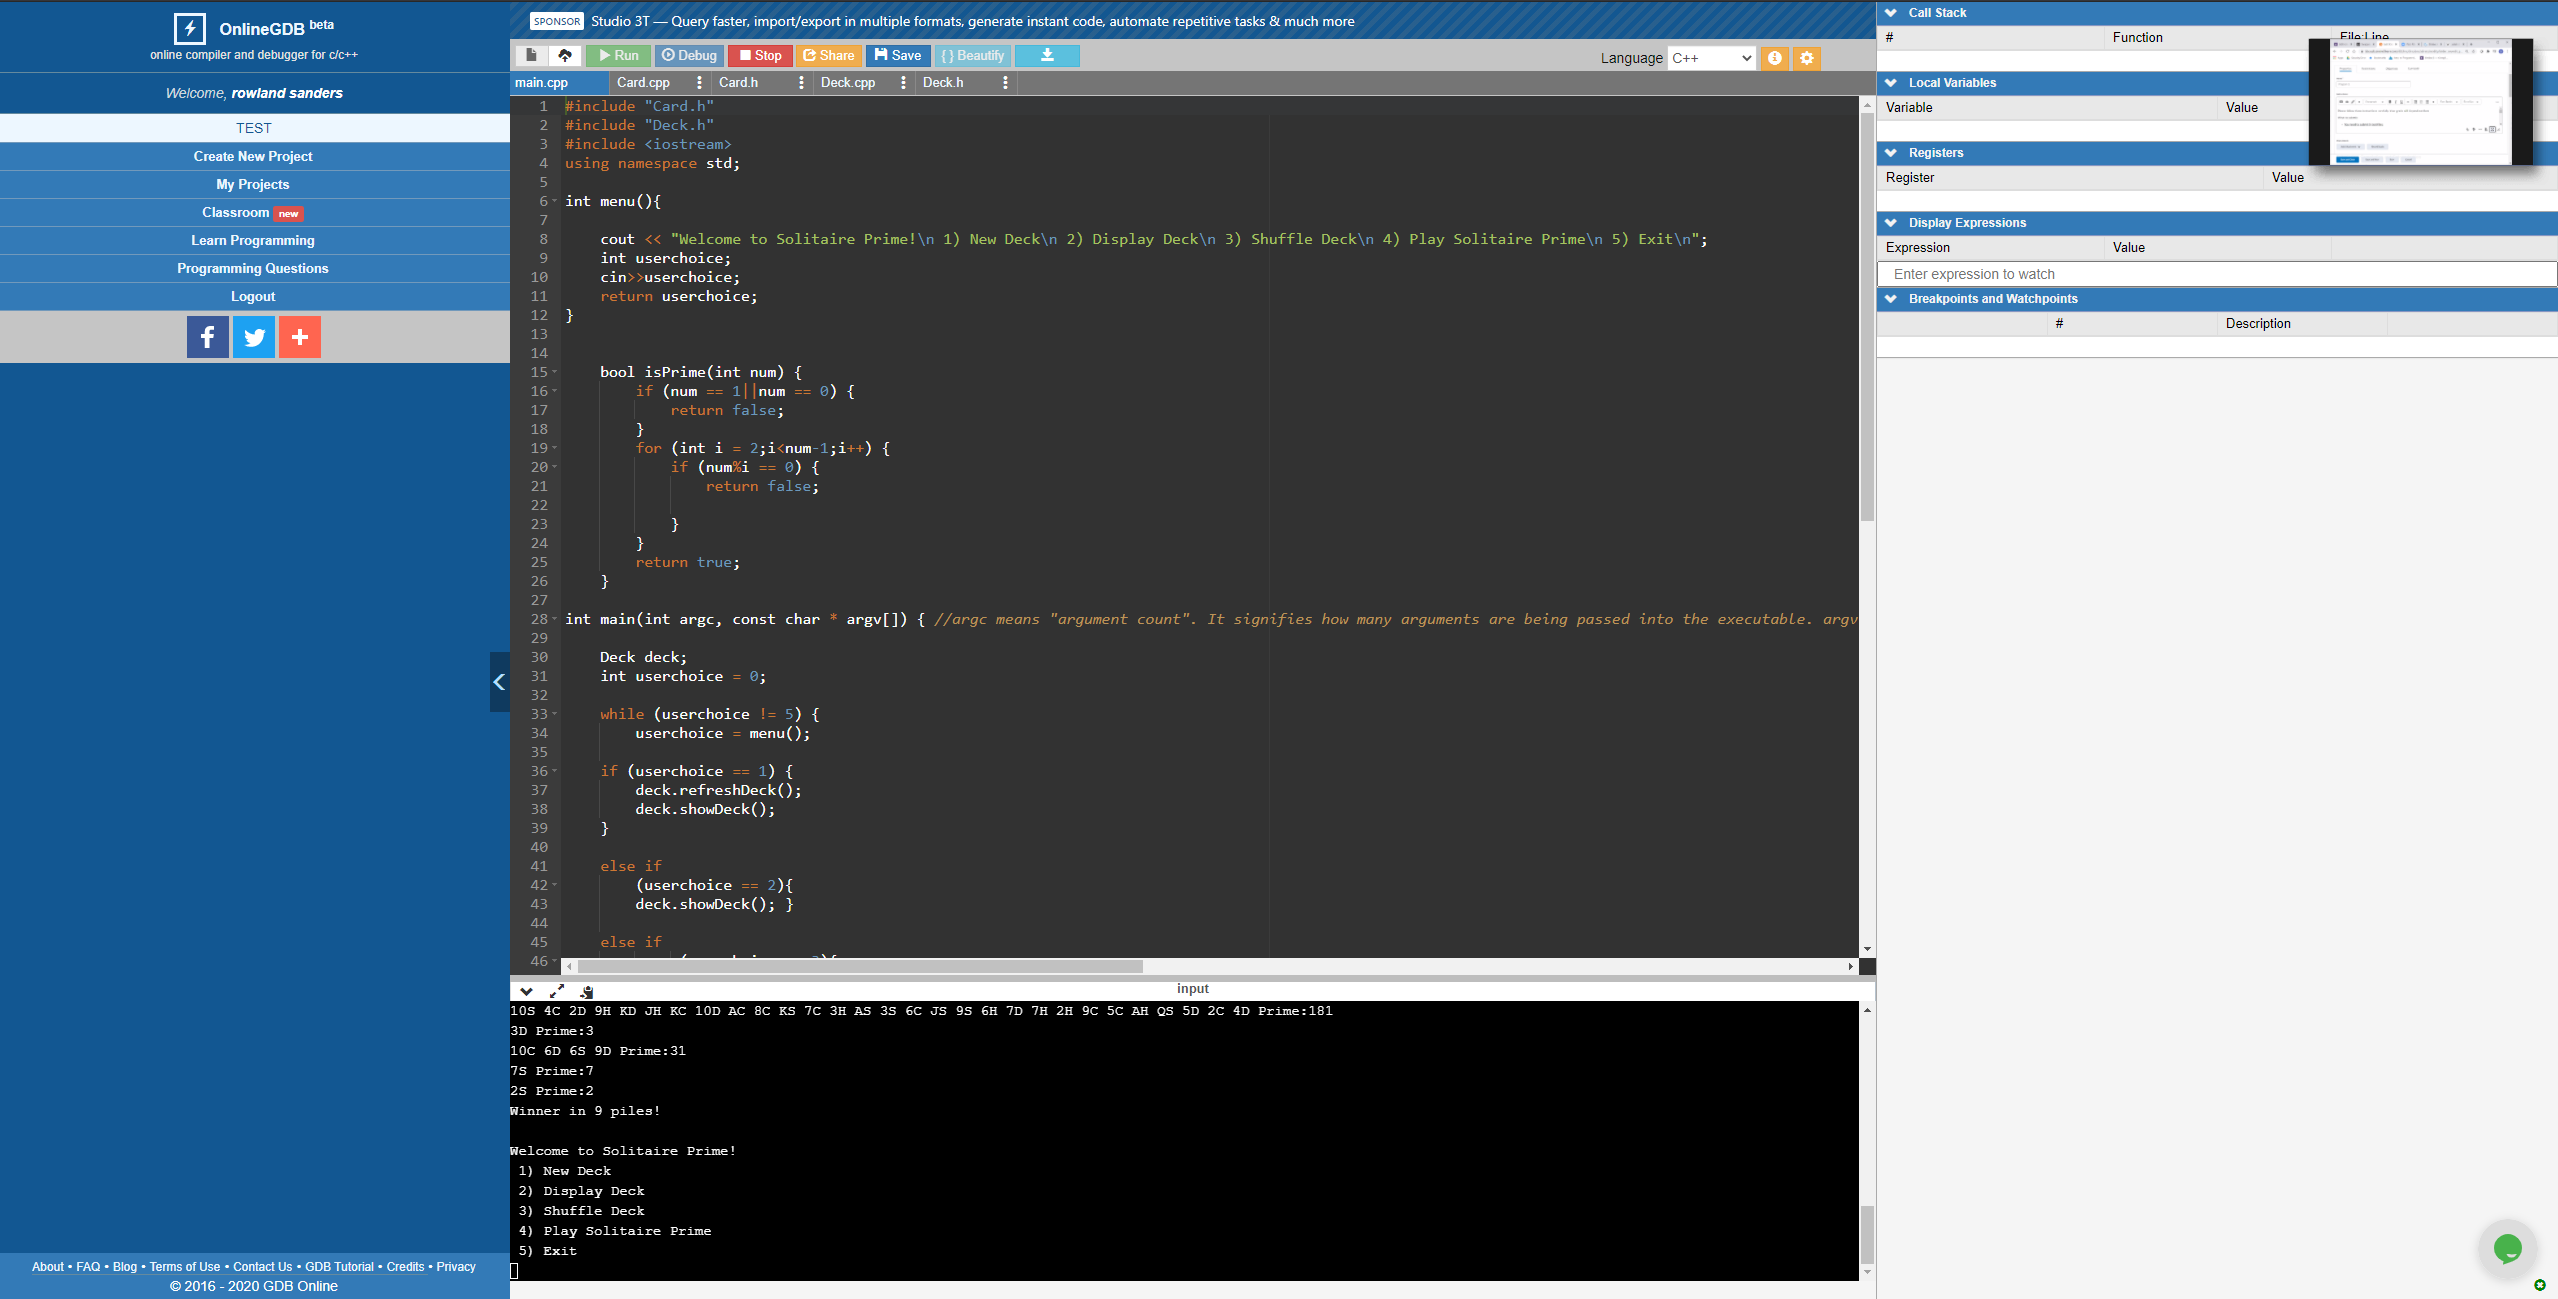 OnlineGDB beta
online compiler and debugger for c/c++
Welcome, rowland sanders
TEST
Create New Project
My Projects
Classroom new
Learn Programming
Programming Questions
Logout
About • FAQ • Blog • Terms of Use • Contact Us • GDB Tutorial • Credits • Privacy
© 2016 - 2020 GDB Online
SPONSOR Studio 3T — Query faster, import/export in multiple formats, generate instant code, automate repetitive tasks & much more
Run Debug Stop Share Save { } Beautify
Language C++
main.cpp Card.cpp Card.h Deck.cpp Deck.h
1 #include "Card.h"
2 #include "Deck.h"
3 #include <iostream>
4 using namespace std;
5
6 int menu(){
7
8 cout << "Welcome to Solitaire Prime!\n 1) New Deck\n 2) Display Deck\n 3) Shuffle Deck\n 4) Play Solitaire Prime\n 5) Exit\n";
9 int userchoice;
10 cin>>userchoice;
11 return userchoice;
12 }
13
14
15 bool isPrime(int num) {
16 if (num == 1||num == 0) {
17 return false;
18 }
19 for (int i = 2;i<num-1;i++) {
20 if (num%i == 0) {
21 return false;
22
23 }
24 }
25 return true;
26 }
27
28 int main(int argc, const char * argv[]) { //argc means "argument count". It signifies how many arguments are being passed into the executable. argv
29
30 Deck deck;
31 int userchoice = 0;
32
33 while (userchoice != 5) {
34 userchoice = menu();
35
36 if (userchoice == 1) {
37 deck.refreshDeck();
38 deck.showDeck();
39 }
40
41 else if
42 (userchoice == 2){
43 deck.showDeck(); }
44
45 else if
46
input
10S 4C 2D 9H KD JH KC 10D AC 8C KS 7C 3H AS 3S 6C JS 9S 6H 7D 7H 2H 9C 5C AH QS 5D 2C 4D Prime:181
3D Prime:3
10C 6D 6S 9D Prime:31
7S Prime:7
2S Prime:2
Winner in 9 piles!
Welcome to Solitaire Prime!
1) New Deck
2) Display Deck
3) Shuffle Deck
4) Play Solitaire Prime
5) Exit
Call Stack
# Function File:Line
Local Variables
Variable Value
Registers
Register Value
Display Expressions
Expression Value
Enter expression to watch
Breakpoints and Watchpoints
# Description